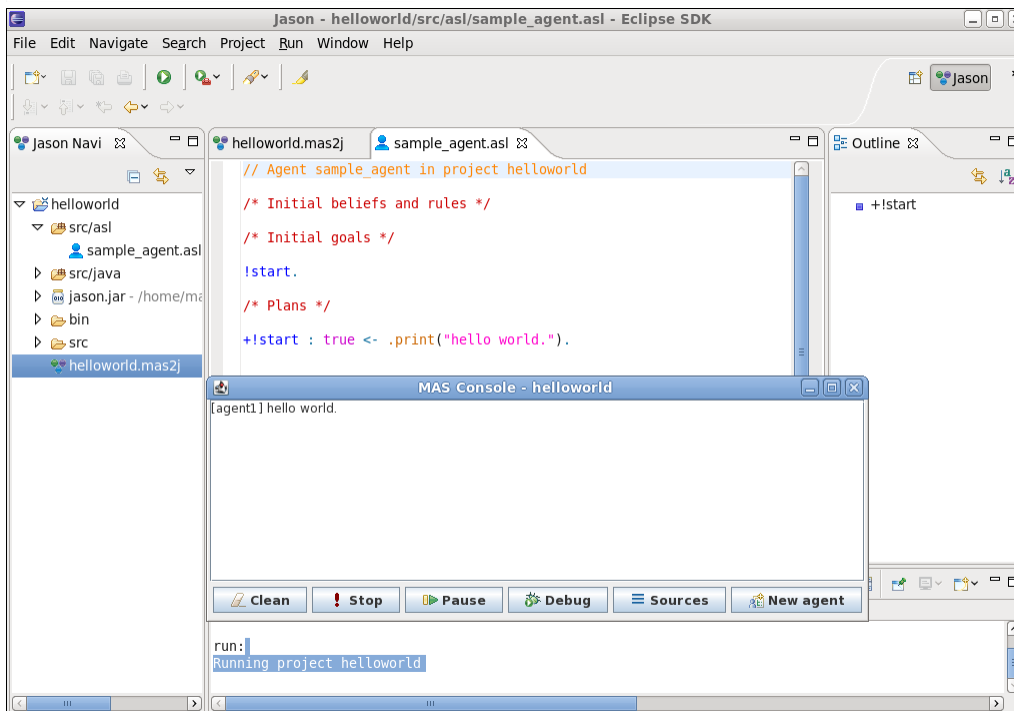 Jason - helloworld/src/asl/sample_agent.asl - Eclipse SDK
File Edit Navigate Search Project Run Window Help
Jason
Jason Navi
helloworld.mas2j
sample_agent.asl
Outline
helloworld
src/asl
sample_agent.asl
src/java
jason.jar - /home/ma
bin
src
helloworld.mas2j
// Agent sample_agent in project helloworld
/* Initial beliefs and rules */
/* Initial goals */
!start.
/* Plans */
+!start : true <- .print("hello world.").
+!start
MAS Console - helloworld
[agent1] hello world.
Clean Stop Pause Debug Sources New agent
run:
Running project helloworld